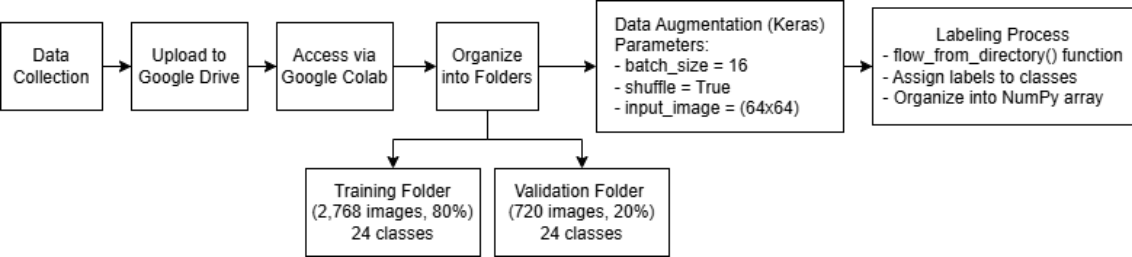 Data
Collection
Upload to
Google Drive
Access via
Google Colab
Organize
into Folders
Data Augmentation (Keras)
Parameters:
- batch_size = 16
- shuffle = True
- input_image = (64x64)
Labeling Process
- flow_from_directory() function
- Assign labels to classes
- Organize into NumPy array
Training Folder
(2,768 images, 80%)
24 classes
Validation Folder
(720 images, 20%)
24 classes